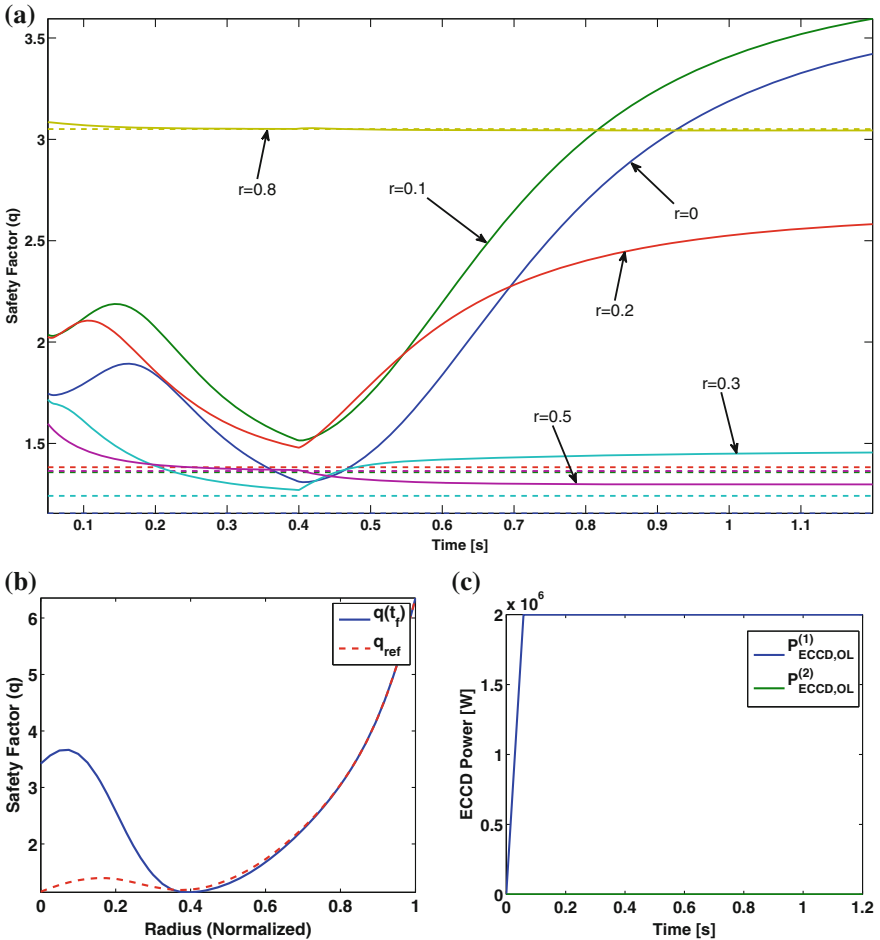 (a)
3.5
3
2.5
2
1.5
Safety Factor (q)
r=0.8
r=0.1
r=0
r=0.2
r=0.3
r=0.5
0.1 0.2 0.3 0.4 0.5 0.6 0.7 0.8 0.9 1 1.1
Time [s]
(b)
6
5
4
3
2
Safety Factor (q)
q(t_f)
q_ref
0 0.2 0.4 0.6 0.8 1
Radius (Normalized)
(c)
2 x 10^6
1.5
1
0.5
0
ECCD Power [W]
P^(1)_ECCD,OL
P^(2)_ECCD,OL
0 0.2 0.4 0.6 0.8 1 1.2
Time [s]